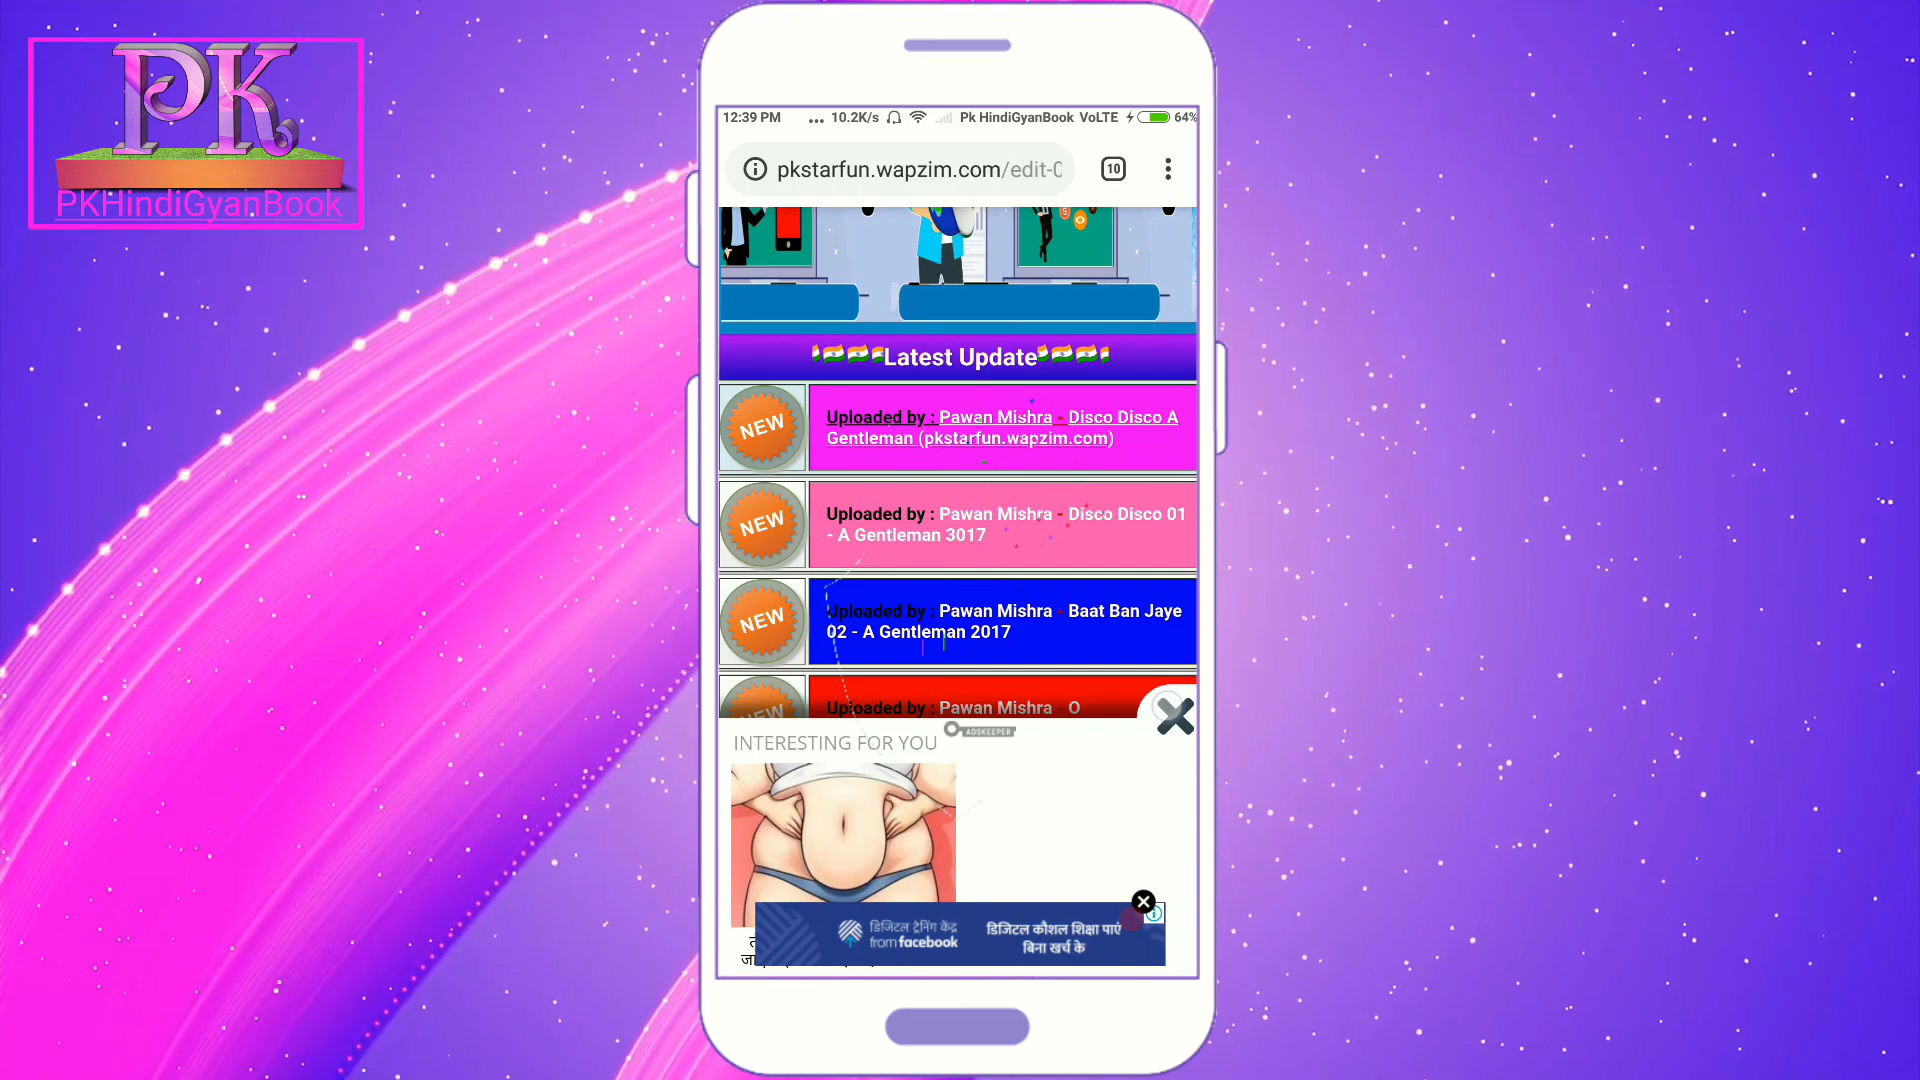 PK
PKHindiGyanBook
12:39 PM ... 10.2K/s Pk HindiGyanBook VoLTE 64%
pkstarfun.wapzim.com/edit-0
10
Latest Update
NEW
Uploaded by : Pawan Mishra - Disco Disco A
Gentleman (pkstarfun.wapzim.com)
NEW
Uploaded by : Pawan Mishra - Disco Disco 01
- A Gentleman 3017
NEW
Uploaded by : Pawan Mishra - Baat Ban Jaye
02 - A Gentleman 2017
NEW
Uploaded by : Pawan Mishra - O
ADSKEEPER
INTERESTING FOR YOU
डिजिटल ट्रेनिंग केंद्र
from facebook
डिजिटल कौशल शिक्षा पाएं
बिना खर्च के